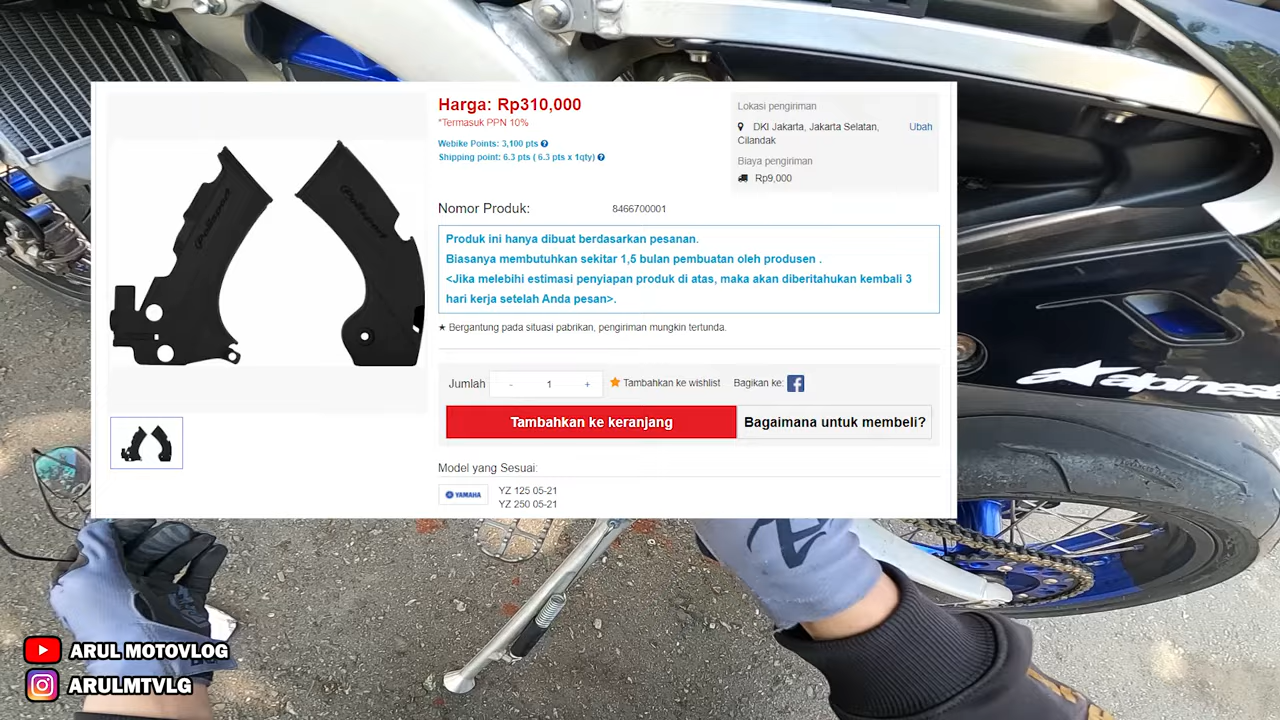 Harga: Rp310,000
*Termasuk PPN 10%
Webike Points: 3,100 pts
Shipping point: 6.3 pts ( 6.3 pts x 1qty)
Lokasi pengiriman
DKI Jakarta, Jakarta Selatan, Cilandak
Ubah
Biaya pengiriman
Rp9,000
Polisport
Polisport
Nomor Produk: 8466700001
Produk ini hanya dibuat berdasarkan pesanan.
Biasanya membutuhkan sekitar 1,5 bulan pembuatan oleh produsen .
<Jika melebihi estimasi penyiapan produk di atas, maka akan diberitahukan kembali 3
hari kerja setelah Anda pesan>.
★ Bergantung pada situasi pabrikan, pengiriman mungkin tertunda.
Jumlah - 1 + Tambahkan ke wishlist Bagikan ke:
Tambahkan ke keranjang
Bagaimana untuk membeli?
Model yang Sesuai:
YAMAHA
YZ 125 05-21
YZ 250 05-21
alpines
ARUL MOTOVLOG
ARULMTVLG